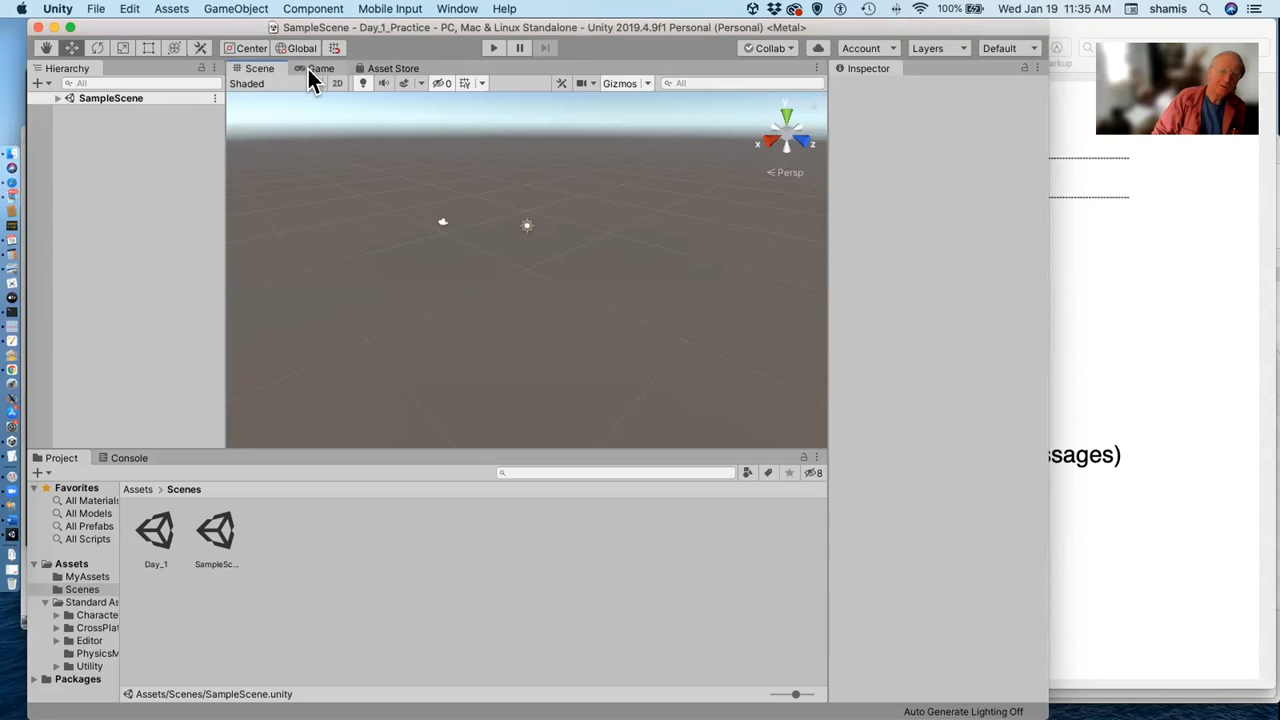 Unity File Edit Assets GameObject Component Mobile Input Window Help 100% Wed Jan 19 11:35 AM shamis
SampleScene - Day_1_Practice - PC, Mac & Linux Standalone - Unity 2019.4.9f1 Personal (Personal) <Metal>
Center Global Collab Account Layers Default
Hierarchy Scene Game Asset Store Inspector
All Shaded 2D 0 Gizmos All
SampleScene
y
x z
Persp
ssages)
Project Console
8
Assets > Scenes
Favorites
All Materials
All Models
All Prefabs
All Scripts
Day_1 SampleSc...
Assets
MyAssets
Scenes
Standard As
Characte
CrossPlat
Editor
PhysicsM
Utility
Packages
Assets/Scenes/SampleScene.unity
Auto Generate Lighting Off